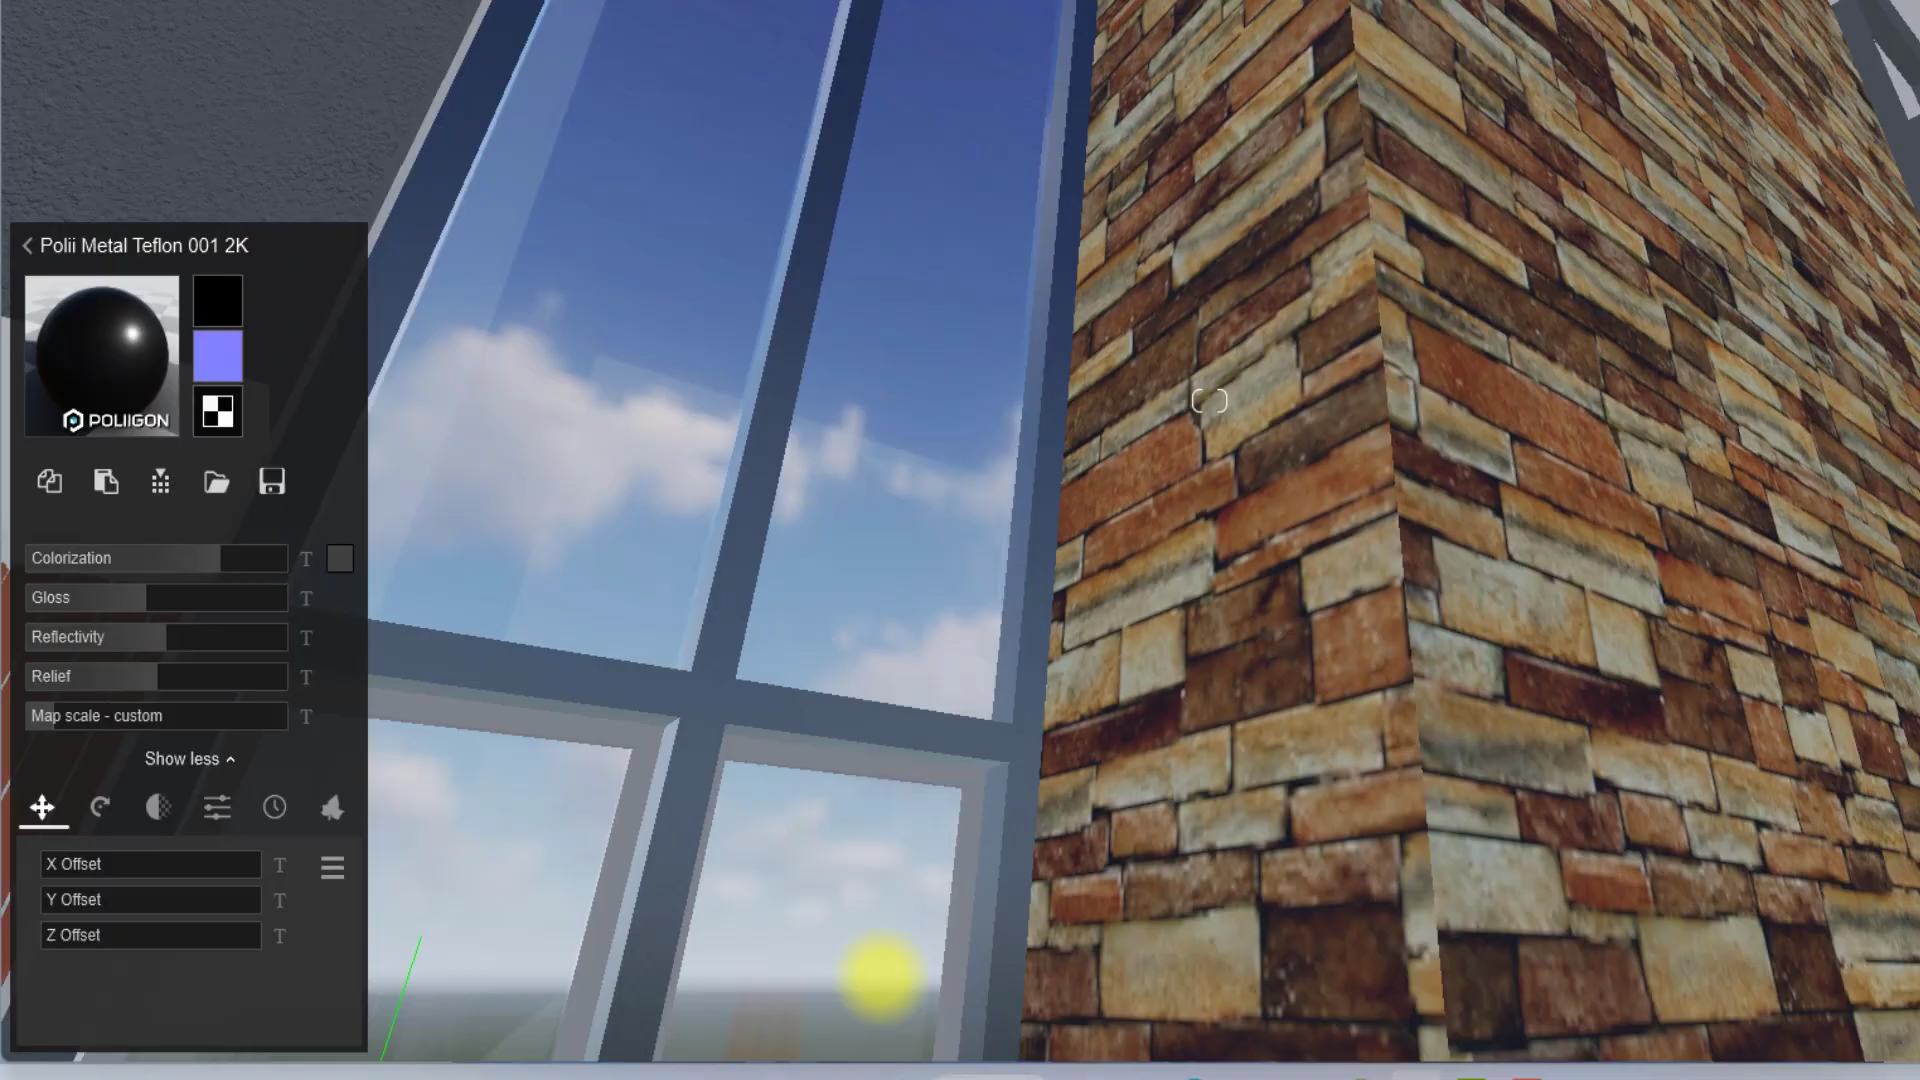 Polii Metal Teflon 001 2K
POLIIGON
Colorization T
Gloss T
Reflectivity T
Relief T
Map scale - custom T
Show less
X Offset T
Y Offset T
Z Offset T